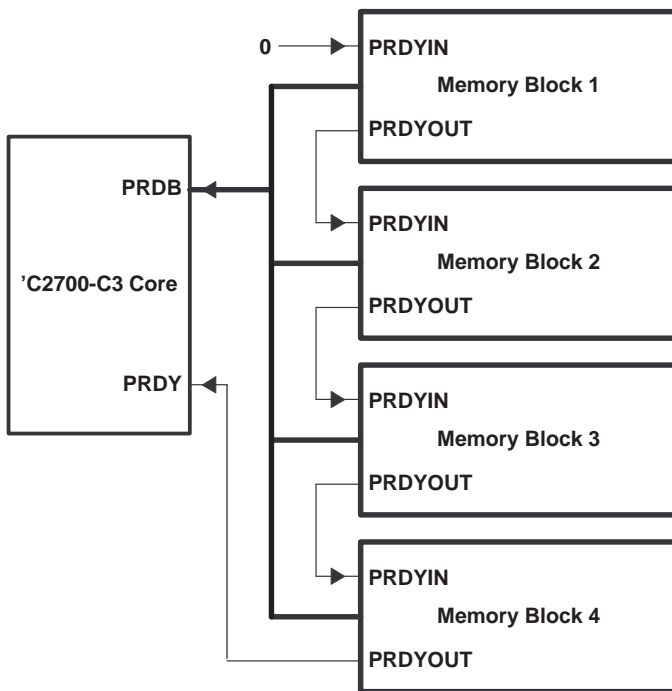 0
PRDYIN
Memory Block 1
PRDYOUT
PRDB
'C2700-C3 Core
PRDY
PRDYIN
Memory Block 2
PRDYOUT
PRDYIN
Memory Block 3
PRDYOUT
PRDYIN
Memory Block 4
PRDYOUT